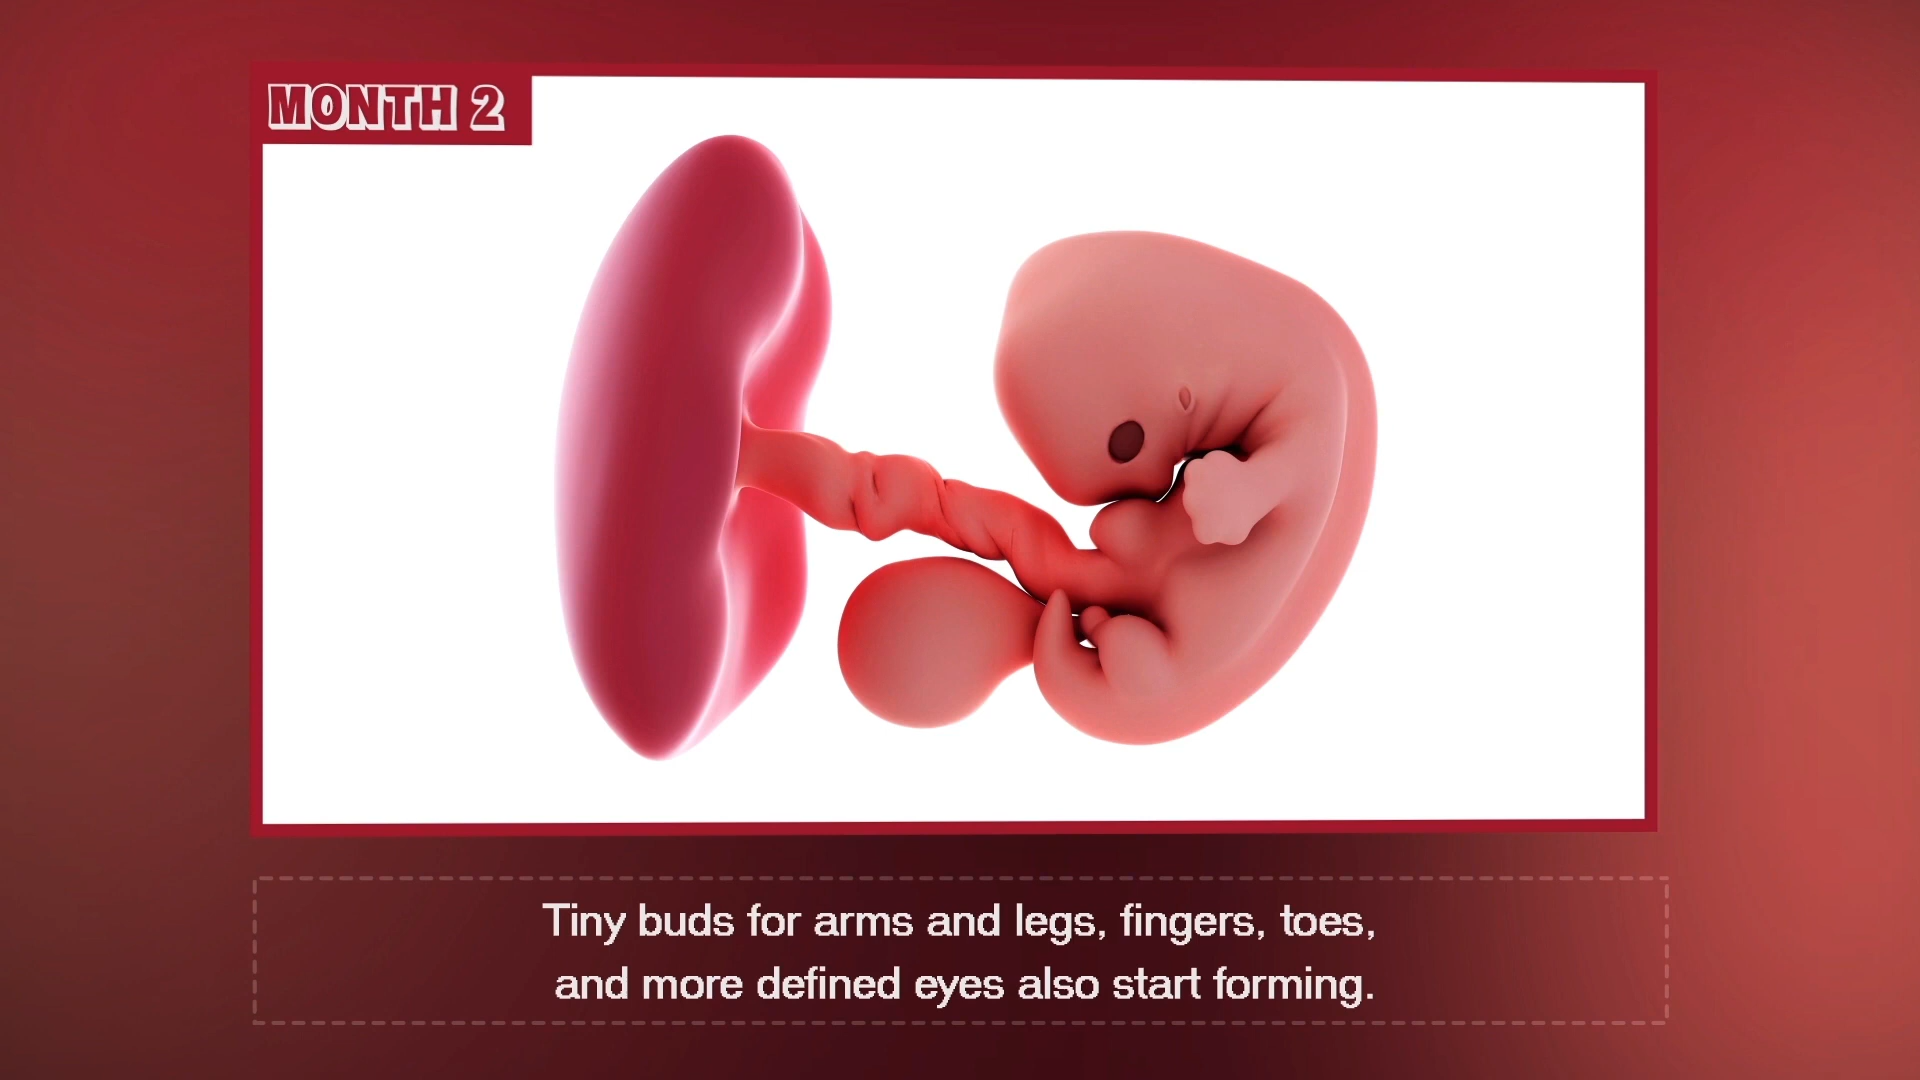 MONTH 2
Tiny buds for arms and legs, fingers, toes,
and more defined eyes also start forming.